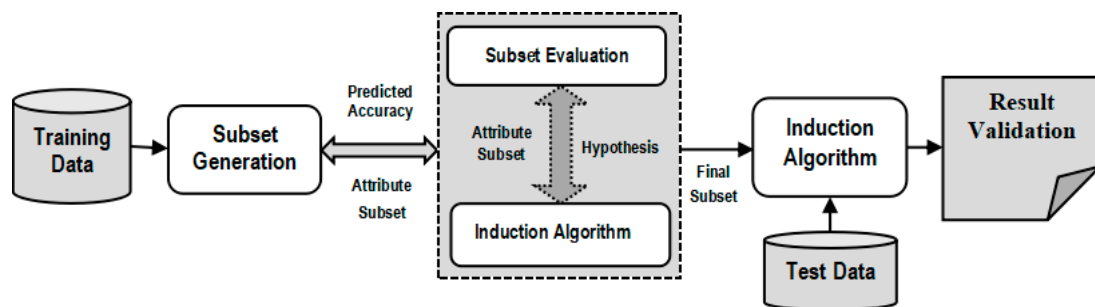 Training
Data
Subset
Generation
Predicted
Accuracy
Attribute
Subset
Subset Evaluation
Attribute
Subset
Hypothesis
Induction Algorithm
Final
Subset
Induction
Algorithm
Test Data
Result
Validation